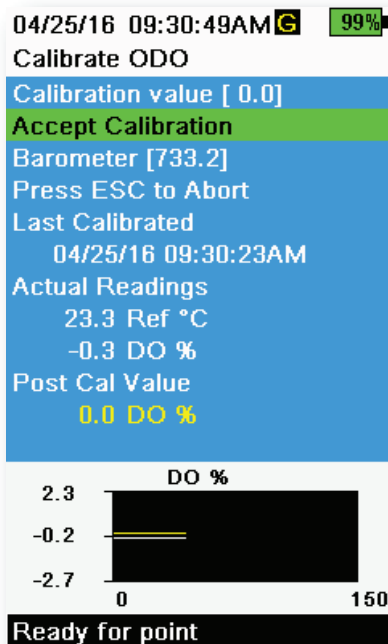 04/25/16 09:30:49AM G 99%
Calibrate ODO
Calibration value [ 0.0]
Accept Calibration
Barometer [733.2]
Press ESC to Abort
Last Calibrated
04/25/16 09:30:23AM
Actual Readings
23.3 Ref °C
-0.3 DO %
Post Cal Value
0.0 DO %
DO %
2.3
-0.2
-2.7
0 150
Ready for point